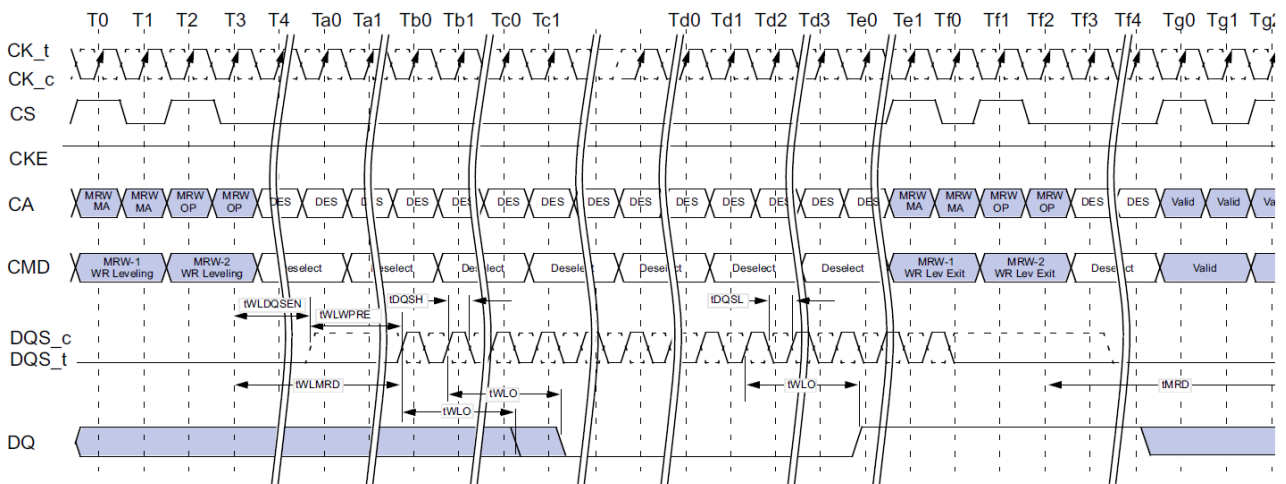 T0 T1 T2 T3 T4 Ta0 Ta1 Tb0 Tb1 Tc0 Tc1 Td0 Td1 Td2 Td3 Te0 Te1 Tf0 Tf1 Tf2 Tf3 Tf4 Tg0 Tg1 Tg2
CK_t
CK_c
CS
CKE
CA
MRW MA
MRW MA
MRW OP
MRW OP
DES DES DES DES DES DES DES DES DES DES DES DES DES DES
MRW MA
MRW MA
MRW OP
MRW OP
DES DES Valid Valid Va
CMD
MRW-1 WR Leveling
MRW-2 WR Leveling
Deselect Deselect Deselect Deselect Deselect Deselect Deselect
MRW-1 WR Lev Exit
MRW-2 WR Lev Exit
Deselect Valid
tWLDQSEN tDQSH tDQSL
tWLWPRE
DQS_c
DQS_t
tWLMRD tWLO tWLO tMRD
tWLO
DQ